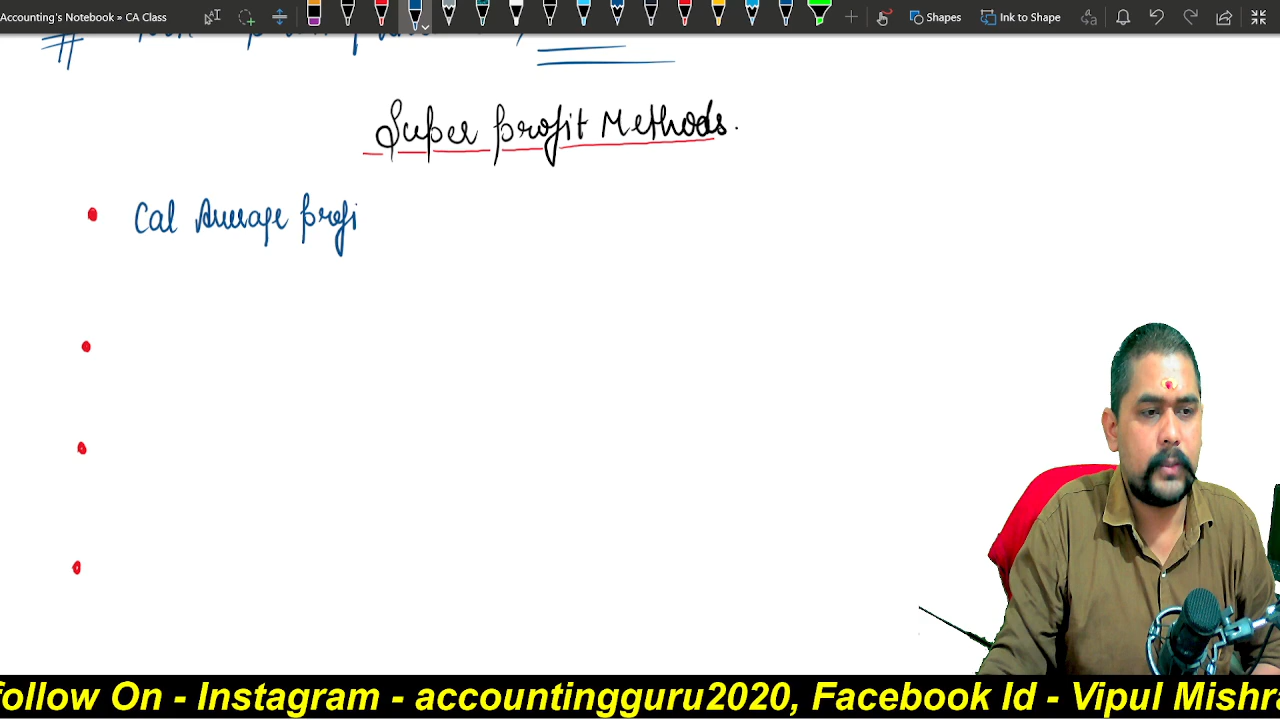 Accounting's Notebook » CA Class
Shapes
Ink to Shape
#
Super profit Methods.
Cal Average profi
follow On - Instagram - accountingguru2020, Facebook Id - Vipul Mishr